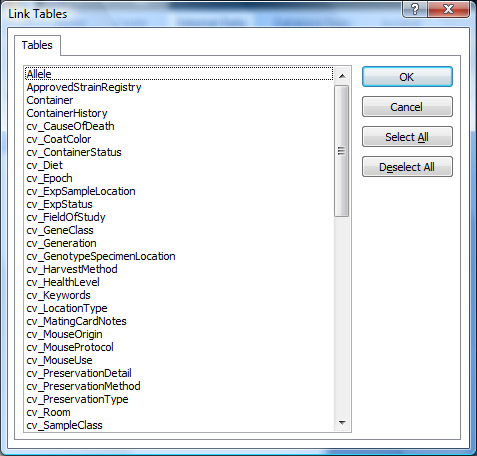 Link Tables
Tables
Allele
ApprovedStrainRegistry
Container
ContainerHistory
cv_CauseOfDeath
cv_CoatColor
cv_ContainerStatus
cv_Diet
cv_Epoch
cv_ExpSampleLocation
cv_ExpStatus
cv_FieldOfStudy
cv_GeneClass
cv_Generation
cv_GenotypeSpecimenLocation
cv_HarvestMethod
cv_HealthLevel
cv_Keywords
cv_LocationType
cv_MatingCardNotes
cv_MouseOrigin
cv_MouseProtocol
cv_MouseUse
cv_PreservationDetail
cv_PreservationMethod
cv_PreservationType
cv_Room
cv_SampleClass
OK
Cancel
Select All
Deselect All